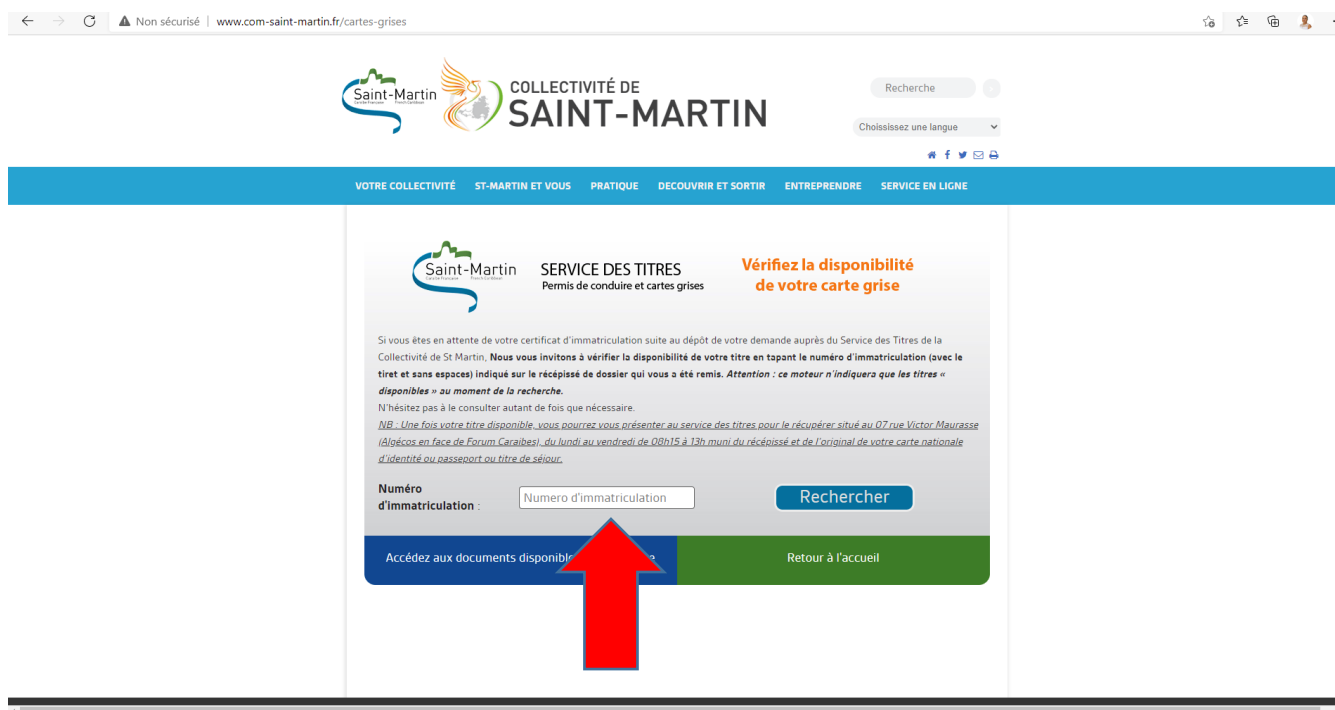 Non sécurisé | www.com-saint-martin.fr/cartes-grises
Saint-Martin
COLLECTIVITÉ DE
SAINT-MARTIN
Recherche
Choississez une langue
VOTRE COLLECTIVITÉ ST-MARTIN ET VOUS PRATIQUE DECOUVRIR ET SORTIR ENTREPRENDRE SERVICE EN LIGNE
Saint-Martin
SERVICE DES TITRES
Permis de conduire et cartes grises
Vérifiez la disponibilité
de votre carte grise
Si vous êtes en attente de votre certificat d'immatriculation suite au dépôt de votre demande auprès du Service des Titres de la
Collectivité de St Martin, Nous vous invitons à vérifier la disponibilité de votre titre en tapant le numéro d'immatriculation (avec le
tiret et sans espaces) indiqué sur le récépissé de dossier qui vous a été remis. Attention : ce moteur n'indiquera que les titres «
disponibles » au moment de la recherche.
N'hésitez pas à le consulter autant de fois que nécessaire.
NB : Une fois votre titre disponible, vous pourrez vous présenter au service des titres pour le récupérer situé au 07 rue Victor Maurasse
(Algécos en face de Forum Caraibes), du lundi au vendredi de 08h15 à 13h muni du récépissé et de l'original de votre carte nationale
d'identité ou passeport ou titre de séjour.
Numéro
d'immatriculation :
Numero d'immatriculation
Rechercher
Accédez aux documents disponible
Retour à l'accueil